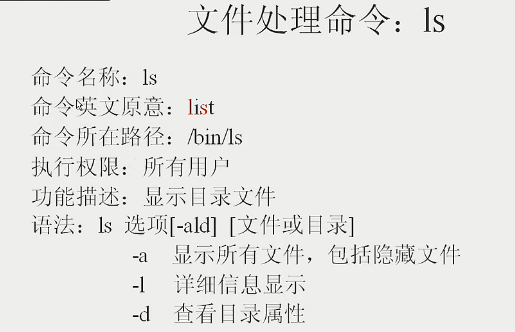 文件处理命令：ls
命令名称：ls
命令英文原意：list
命令所在路径：/bin/ls
执行权限：所有用户
功能描述：显示目录文件
语法：ls 选项[-ald] [文件或目录]
-a 显示所有文件，包括隐藏文件
-l 详细信息显示
-d 查看目录属性